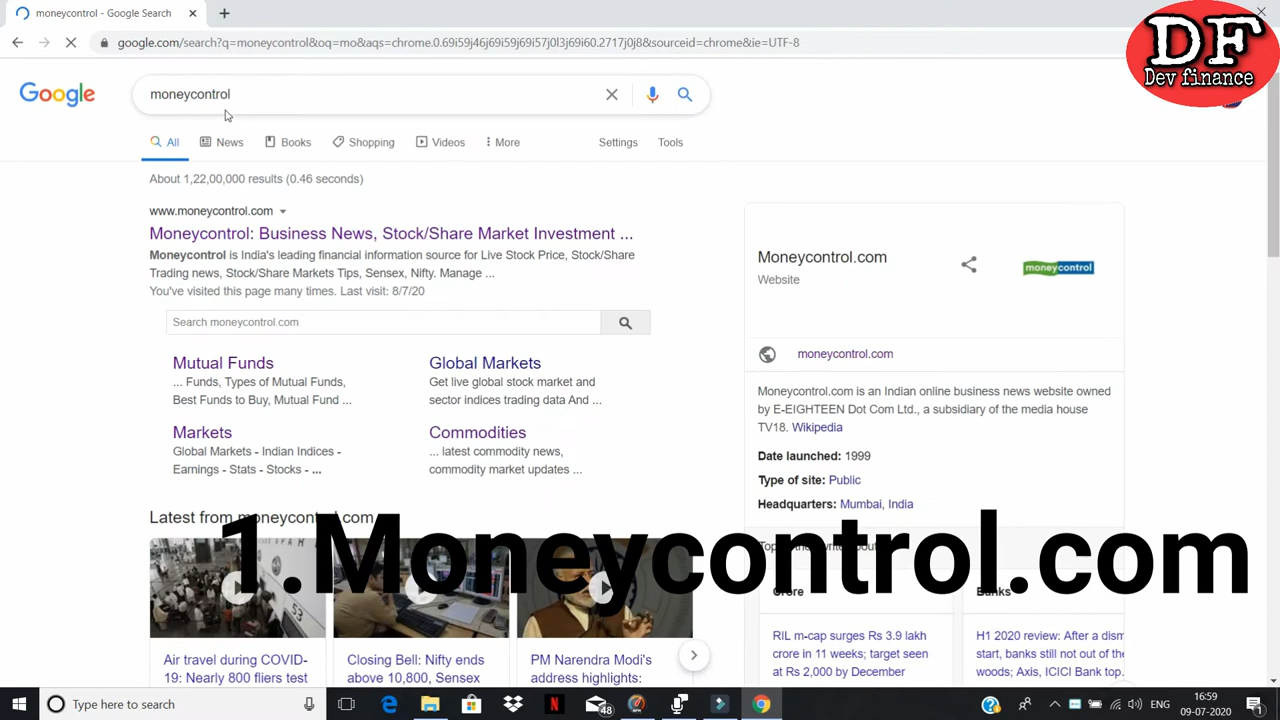 moneycontrol - Google Search
google.com/search?q=moneycontrol&oq=mo&aqs=chrome.0.69i59j46j69i59j69i57j0l3j69i60.2717j0j8&sourceid=chrome&ie=UTF-8
DF
Dev finance
Google
moneycontrol
All
News
Books
Shopping
Videos
More
Settings
Tools
About 1,22,00,000 results (0.46 seconds)
www.moneycontrol.com
Moneycontrol: Business News, Stock/Share Market Investment ...
Moneycontrol is India's leading financial information source for Live Stock Price, Stock/Share
Trading news, Stock/Share Markets Tips, Sensex, Nifty. Manage ...
You've visited this page many times. Last visit: 8/7/20
Search moneycontrol.com
Mutual Funds
... Funds, Types of Mutual Funds,
Best Funds to Buy, Mutual Fund ...
Global Markets
Get live global stock market and
sector indices trading data And ...
Markets
Global Markets - Indian Indices -
Earnings - Stats - Stocks - ...
Commodities
... latest commodity news,
commodity market updates ...
Latest from moneycontrol.com
53
Air travel during COVID-
19: Nearly 800 fliers test
Closing Bell: Nifty ends
above 10,800, Sensex
PM Narendra Modi's
address highlights:
Moneycontrol.com
Website
moneycontrol
moneycontrol.com
Moneycontrol.com is an Indian online business news website owned
by E-EIGHTEEN Dot Com Ltd., a subsidiary of the media house
TV18. Wikipedia
Date launched: 1999
Type of site: Public
Headquarters: Mumbai, India
1.Moneycontrol.com
Crore
RIL m-cap surges Rs 3.9 lakh
crore in 11 weeks; target seen
at Rs 2,000 by December
Banks
H1 2020 review: After a dism
start, banks still not out of the
woods; Axis, ICICI Bank top
Type here to search
48
ENG
16:59
09-07-2020
1